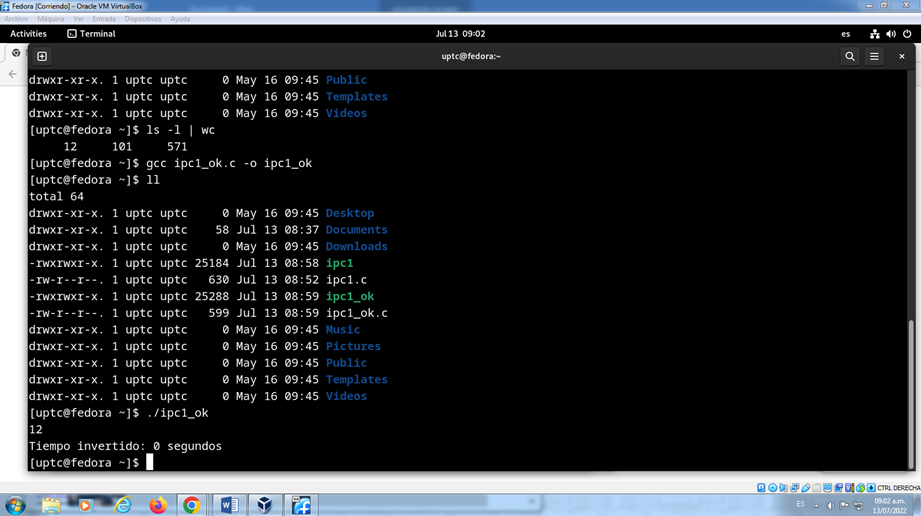 Fedora [Corriendo] - Oracle VM VirtualBox
Archivo Máquina Ver Entrada Dispositivos Ayuda
Activities Terminal Jul 13 09:02 es
uptc@fedora:~
drwxr-xr-x. 1 uptc uptc 0 May 16 09:45 Public
drwxr-xr-x. 1 uptc uptc 0 May 16 09:45 Templates
drwxr-xr-x. 1 uptc uptc 0 May 16 09:45 Videos
[uptc@fedora ~]$ ls -l | wc
12 101 571
[uptc@fedora ~]$ gcc ipc1_ok.c -o ipc1_ok
[uptc@fedora ~]$ ll
total 64
drwxr-xr-x. 1 uptc uptc 0 May 16 09:45 Desktop
drwxr-xr-x. 1 uptc uptc 58 Jul 13 08:37 Documents
drwxr-xr-x. 1 uptc uptc 0 May 16 09:45 Downloads
-rwxrwxr-x. 1 uptc uptc 25184 Jul 13 08:58 ipc1
-rw-r--r--. 1 uptc uptc 630 Jul 13 08:52 ipc1.c
-rwxrwxr-x. 1 uptc uptc 25288 Jul 13 08:59 ipc1_ok
-rw-r--r--. 1 uptc uptc 599 Jul 13 08:59 ipc1_ok.c
drwxr-xr-x. 1 uptc uptc 0 May 16 09:45 Music
drwxr-xr-x. 1 uptc uptc 0 May 16 09:45 Pictures
drwxr-xr-x. 1 uptc uptc 0 May 16 09:45 Public
drwxr-xr-x. 1 uptc uptc 0 May 16 09:45 Templates
drwxr-xr-x. 1 uptc uptc 0 May 16 09:45 Videos
[uptc@fedora ~]$ ./ipc1_ok
12
Tiempo invertido: 0 segundos
[uptc@fedora ~]$
CTRL DERECHA
ES 09:02 a.m.
13/07/2022